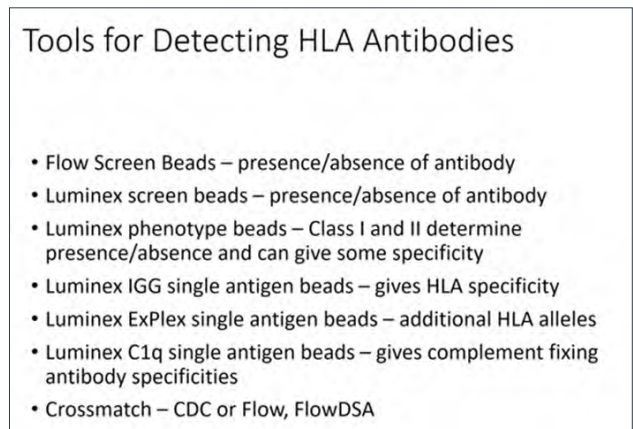 Tools for Detecting HLA Antibodies
• Flow Screen Beads – presence/absence of antibody
• Luminex screen beads – presence/absence of antibody
• Luminex phenotype beads – Class I and II determine
presence/absence and can give some specificity
• Luminex IGG single antigen beads – gives HLA specificity
• Luminex ExPlex single antigen beads – additional HLA alleles
• Luminex C1q single antigen beads – gives complement fixing
antibody specificities
• Crossmatch – CDC or Flow, FlowDSA